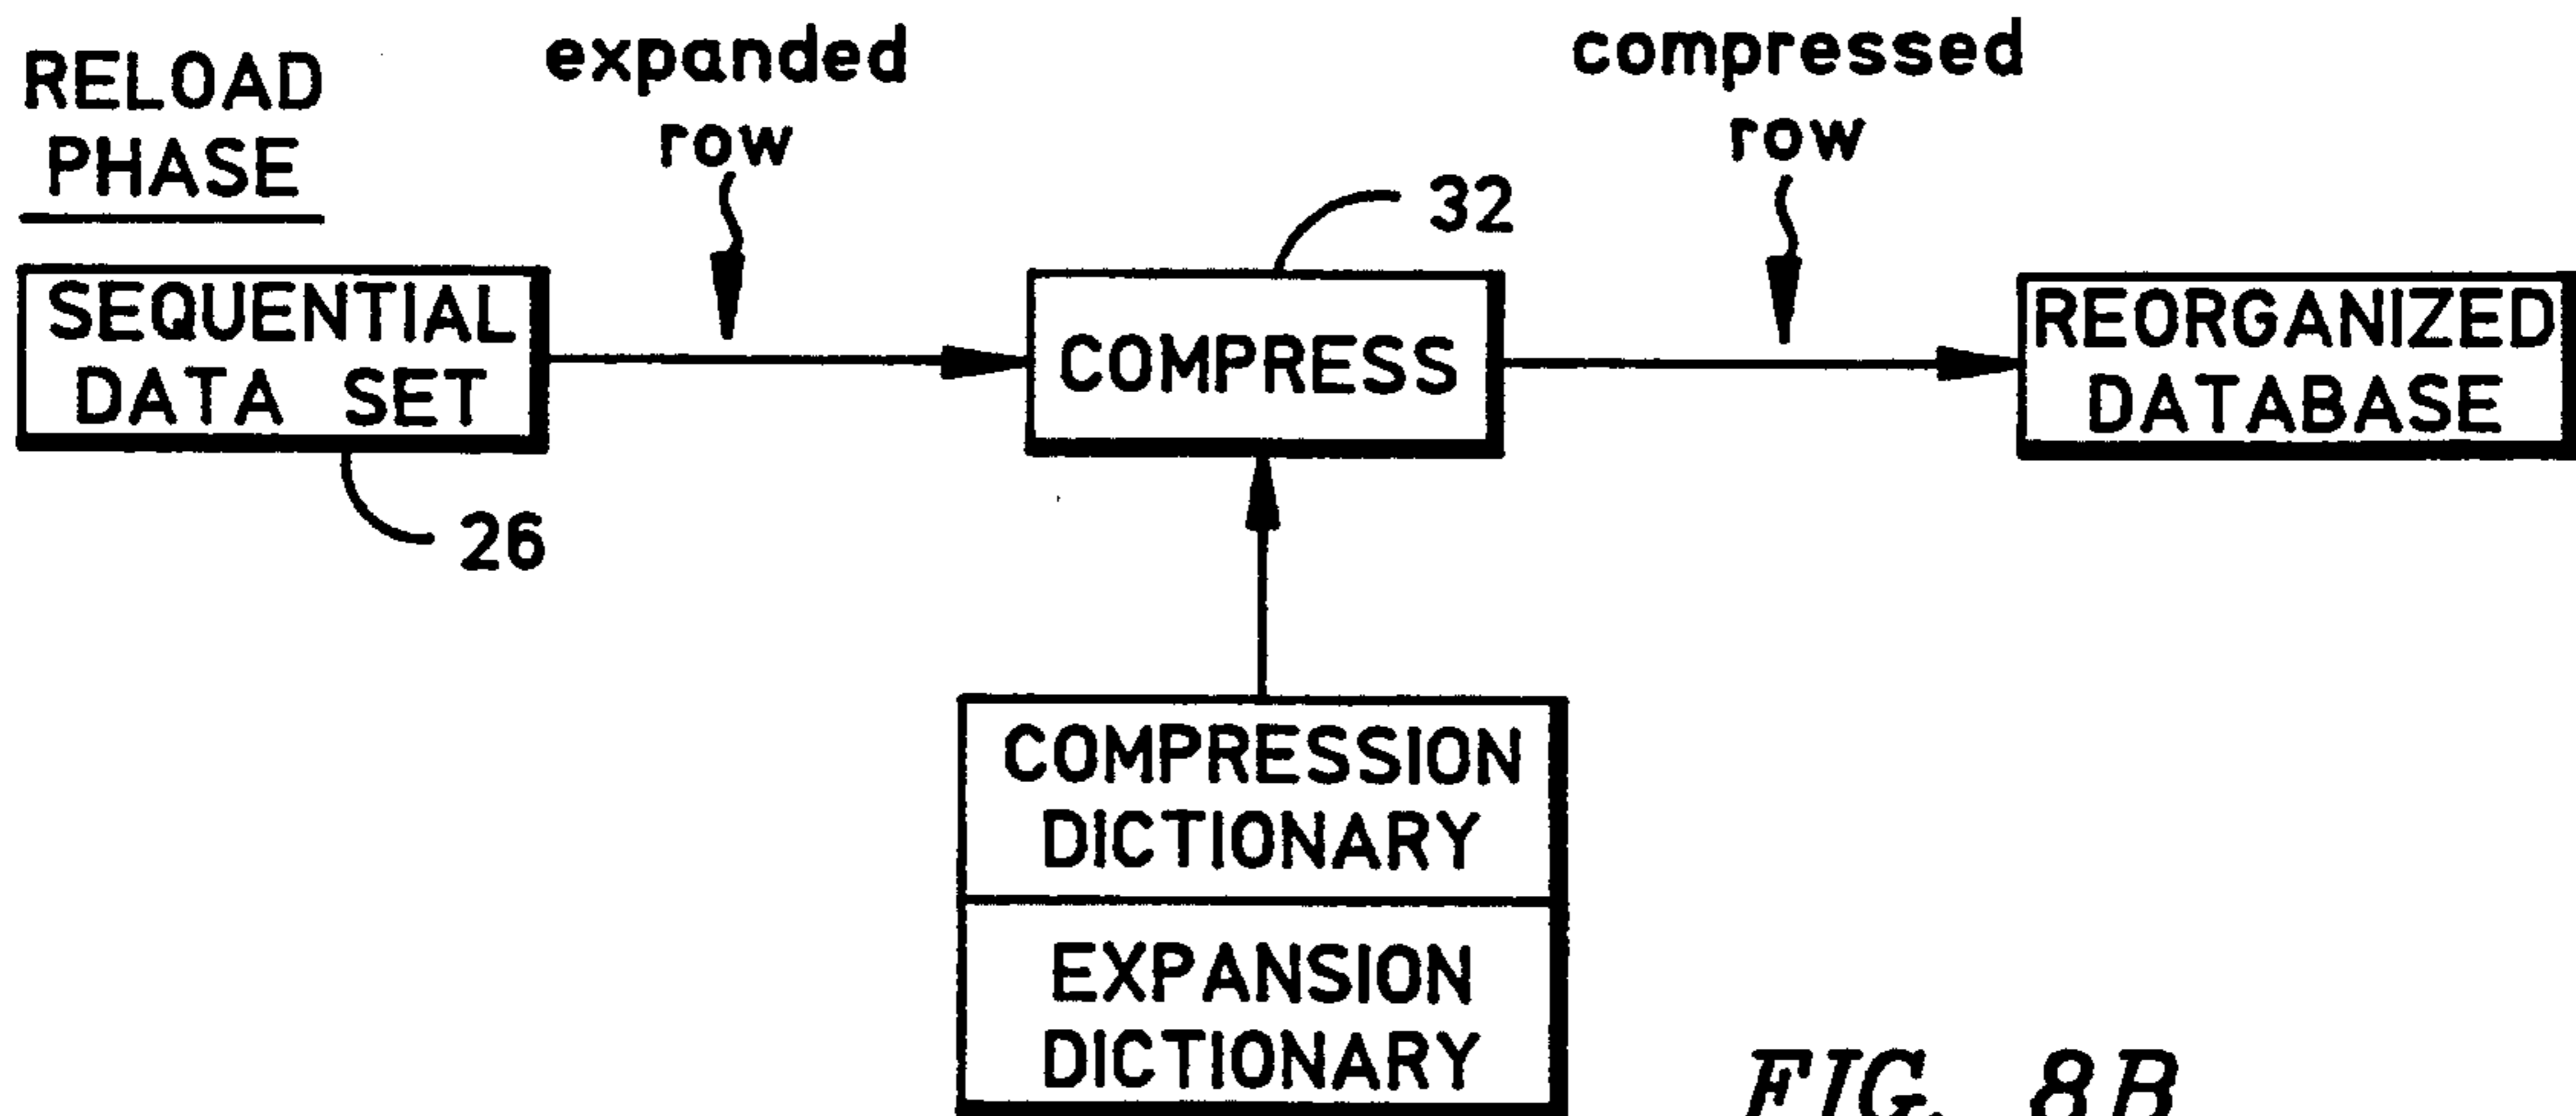 RELOAD
PHASE
expanded
row
compressed
row
32
SEQUENTIAL
DATA SET
COMPRESS
REORGANIZED
DATABASE
26
COMPRESSION
DICTIONARY
EXPANSION
DICTIONARY
FIG. 8B